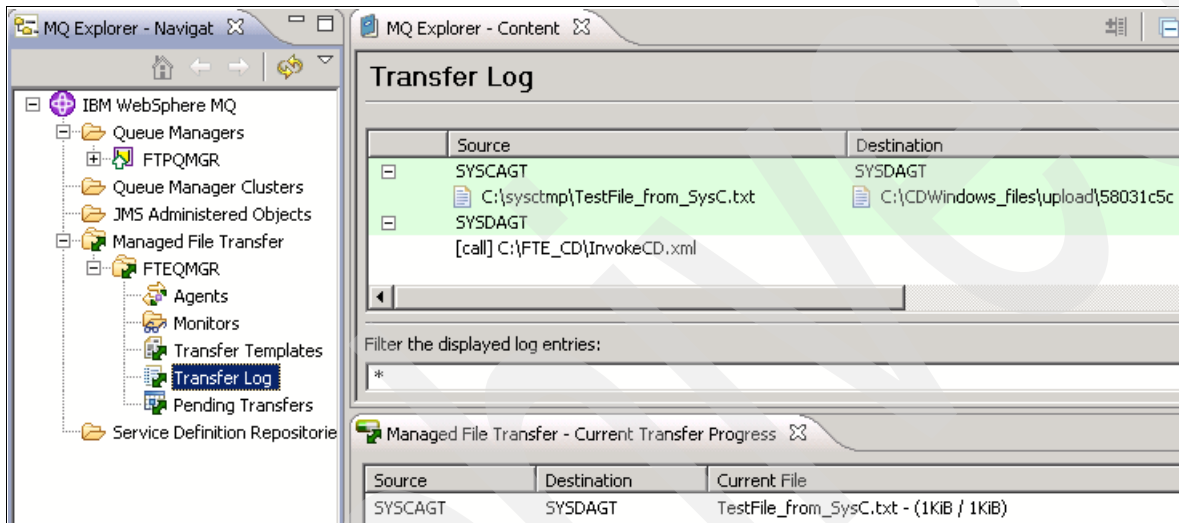 MQ Explorer - Navigat
IBM WebSphere MQ
Queue Managers
FTPQMGR
Queue Manager Clusters
JMS Administered Objects
Managed File Transfer
FTEQMGR
Agents
Monitors
Transfer Templates
Transfer Log
Pending Transfers
Service Definition Repositorie
MQ Explorer - Content
Transfer Log
Source Destination
SYSCAGT SYSDAGT
C:\sysctmp\TestFile_from_SysC.txt C:\CDWindows_files\upload\58031c5c
SYSDAGT
[call] C:\FTE_CD\InvokeCD.xml
Filter the displayed log entries:
*
Managed File Transfer - Current Transfer Progress
Source Destination Current File
SYSCAGT SYSDAGT TestFile_from_SysC.txt - (1KiB / 1KiB)